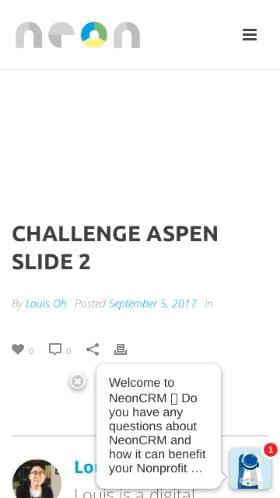 neon
CHALLENGE ASPEN
SLIDE 2
By Louis Oh Posted September 5, 2017 In
0 0
Welcome to
NeonCRM ▯ Do
you have any
questions about
NeonCRM and
how it can benefit
your Nonprofit ...
1
Lou
Louis is a digital